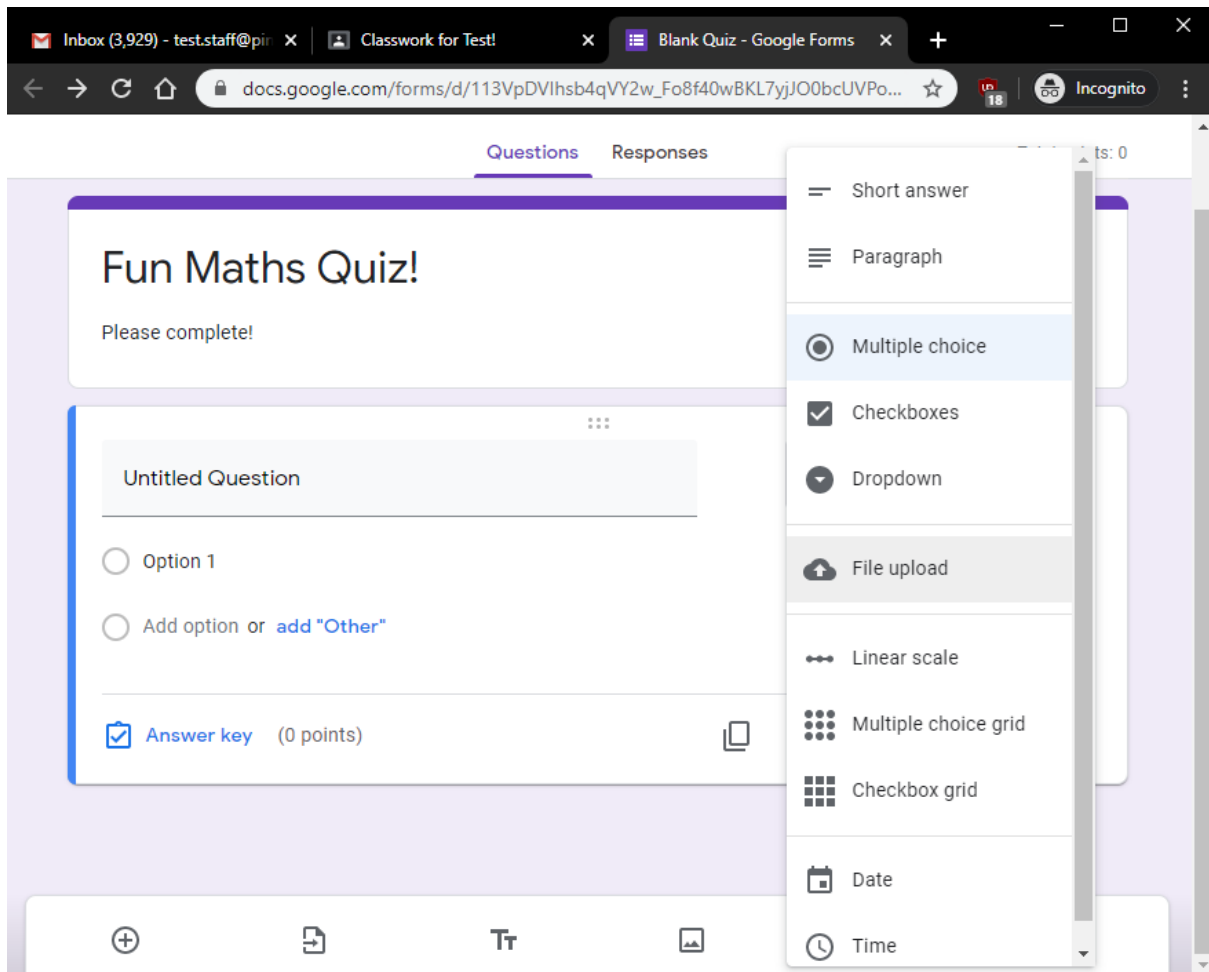 Inbox (3,929) - test.staff@pin
Classwork for Test!
Blank Quiz - Google Forms
docs.google.com/forms/d/113VpDVIhsb4qVY2w_Fo8f40wBKL7yjJO0bcUVPo...
18
Incognito
Questions
Responses
ts: 0
Fun Maths Quiz!
Please complete!
Untitled Question
Option 1
Add option or add "Other"
Answer key (0 points)
Short answer
Paragraph
Multiple choice
Checkboxes
Dropdown
File upload
Linear scale
Multiple choice grid
Checkbox grid
Date
Time